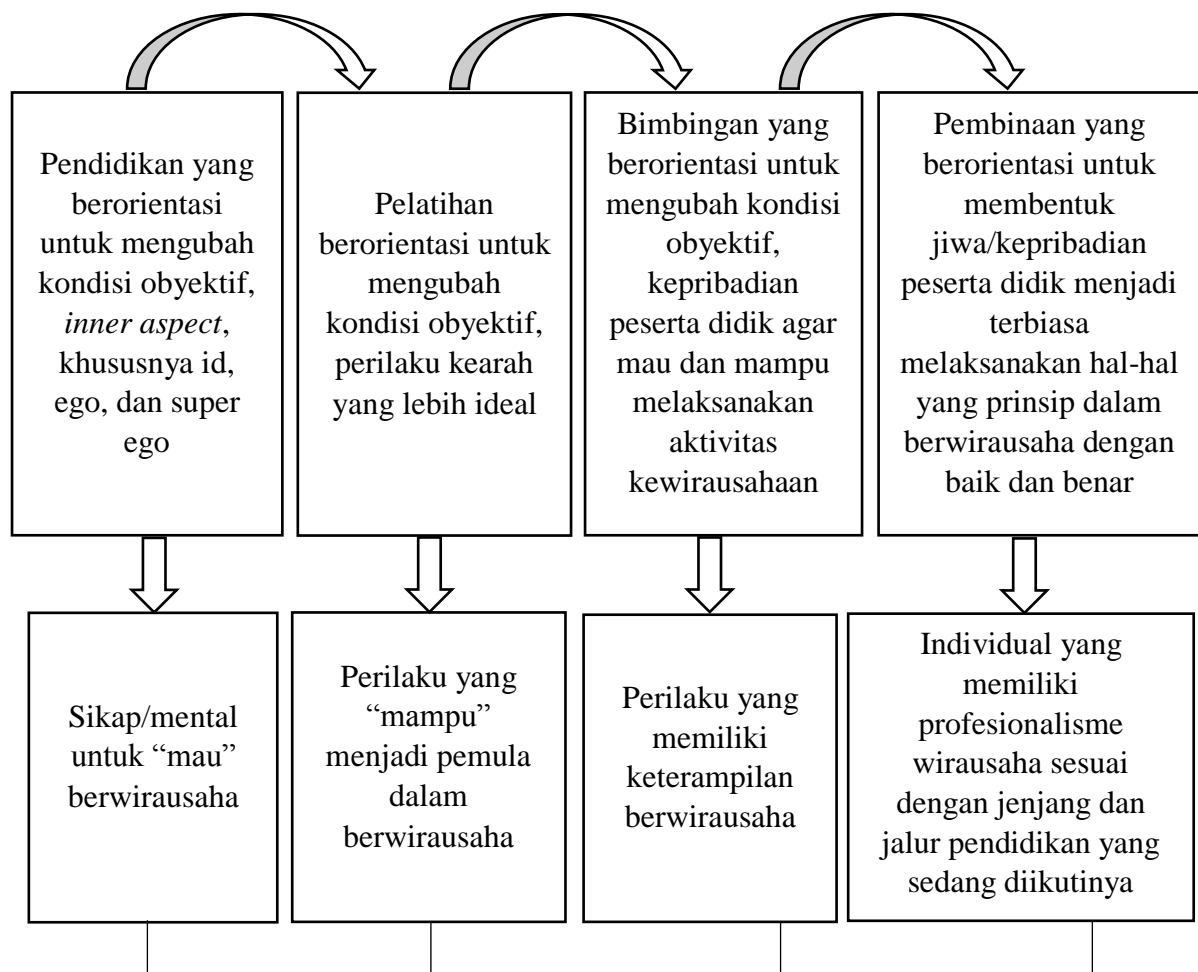 Pendidikan yang
berorientasi
untuk mengubah
kondisi obyektif,
inner aspect,
khususnya id,
ego, dan super
ego
Pelatihan
berorientasi untuk
mengubah
kondisi obyektif,
perilaku kearah
yang lebih ideal
Bimbingan yang
berorientasi untuk
mengubah kondisi
obyektif,
kepribadian
peserta didik agar
mau dan mampu
melaksanakan
aktivitas
kewirausahaan
Pembinaan yang
berorientasi untuk
membentuk
jiwa/kepribadian
peserta didik menjadi
terbiasa
melaksanakan hal-hal
yang prinsip dalam
berwirausaha dengan
baik dan benar
Sikap/mental
untuk “mau”
berwirausaha
Perilaku yang
“mampu”
menjadi pemula
dalam
berwirausaha
Perilaku yang
memiliki
keterampilan
berwirausaha
Individual yang
memiliki
profesionalisme
wirausaha sesuai
dengan jenjang dan
jalur pendidikan yang
sedang diikutinya